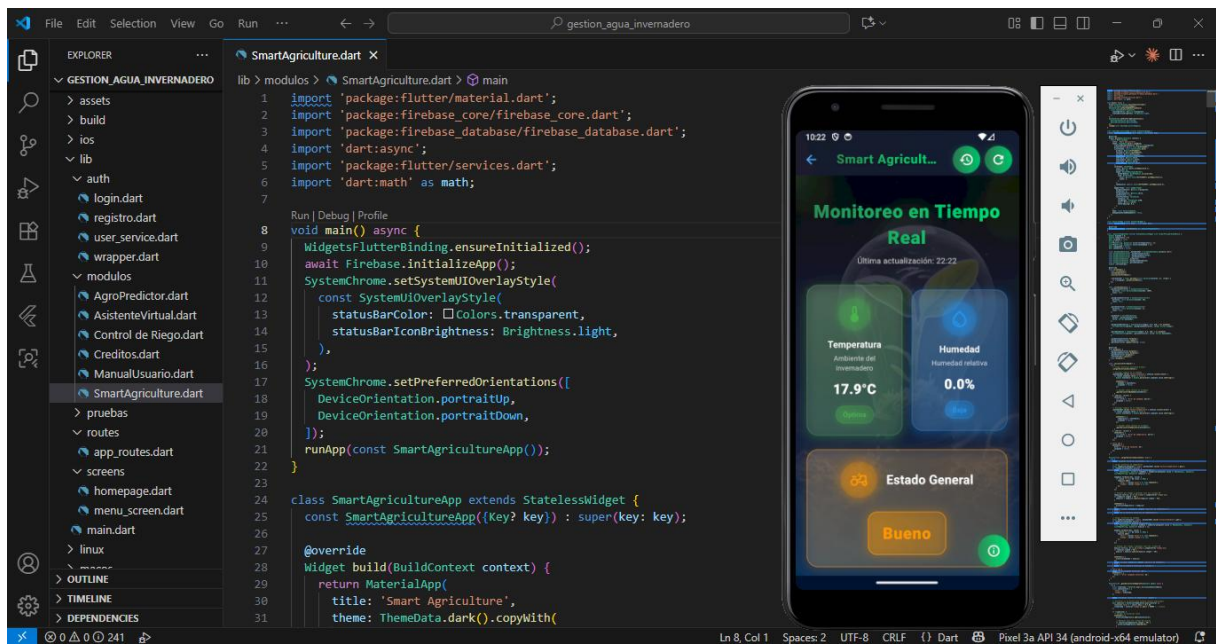 File Edit Selection View Go Run ···
gestion_agua_invernadero
EXPLORER ···
GESTION_AGUA_INVERNADERO
> assets
> build
> ios
lib
auth
login.dart
registro.dart
user_service.dart
wrapper.dart
modulos
AgroPredictor.dart
AsistenteVirtual.dart
Control de Riego.dart
Creditos.dart
ManualUsuario.dart
SmartAgriculture.dart
> pruebas
routes
app_routes.dart
screens
homepage.dart
menu_screen.dart
main.dart
> linux
> OUTLINE
> TIMELINE
> DEPENDENCIES
SmartAgriculture.dart
lib > modulos > SmartAgriculture.dart > main
1 import 'package:flutter/material.dart';
2 import 'package:firebase_core/firebase_core.dart';
3 import 'package:firebase_database/firebase_database.dart';
4 import 'dart:async';
5 import 'package:flutter/services.dart';
6 import 'dart:math' as math;
7
Run | Debug | Profile
8 void main() async {
9 WidgetsFlutterBinding.ensureInitialized();
10 await Firebase.initializeApp();
11 SystemChrome.setSystemUIOverlayStyle(
12 const SystemUiOverlayStyle(
13 statusBarColor: Colors.transparent,
14 statusBarIconBrightness: Brightness.light,
15 ),
16 );
17 SystemChrome.setPreferredOrientations([
18 DeviceOrientation.portraitUp,
19 DeviceOrientation.portraitDown,
20 ]);
21 runApp(const SmartAgricultureApp());
22 }
23
24 class SmartAgricultureApp extends StatelessWidget {
25 const SmartAgricultureApp({Key? key}) : super(key: key);
26
27 @override
28 Widget build(BuildContext context) {
29 return MaterialApp(
30 title: 'Smart Agriculture',
31 theme: ThemeData.dark().copyWith(
10:22
Smart Agricult...
Monitoreo en Tiempo
Real
Última actualización: 22:22
Temperatura
Ambiente del
invernadero
17.9°C
Humedad
Humedad relativa
0.0%
Estado General
Bueno
0 0 241
Ln 8, Col 1 Spaces: 2 UTF-8 CRLF {} Dart Pixel 3a API 34 (android-x64 emulator)